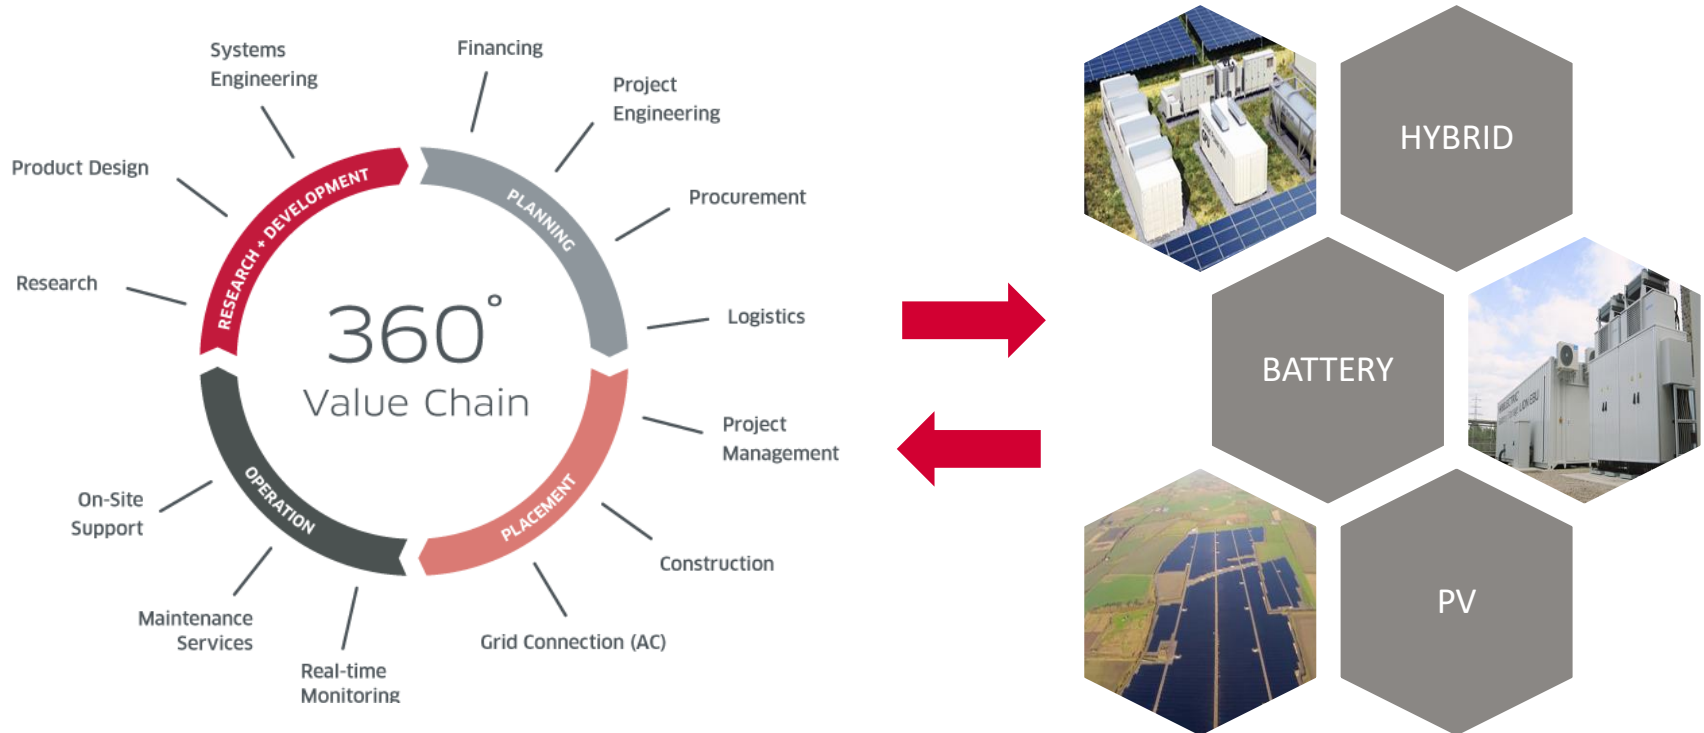 Systems
Engineering
Financing
Project
Engineering
Product Design
Procurement
Research
Logistics
Project
Management
On-Site
Support
Construction
Maintenance
Services
Grid Connection (AC)
Real-time
Monitoring
RESEARCH + DEVELOPMENT
PLANNING
PLACEMENT
OPERATION
360°
Value Chain
HYBRID
BATTERY
PV